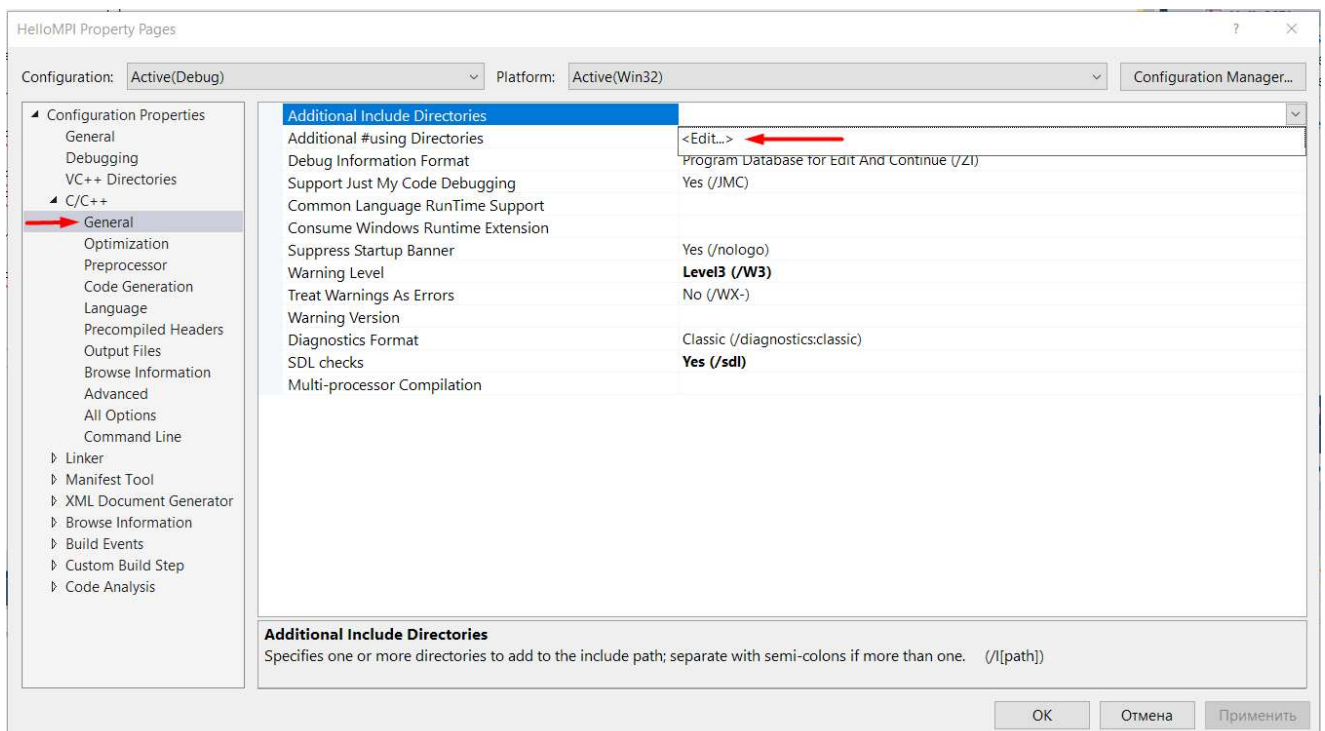 HelloMPI Property Pages
? ×
Configuration: Active(Debug) Platform: Active(Win32) Configuration Manager...
Configuration Properties
General
Debugging
VC++ Directories
C/C++
General
Optimization
Preprocessor
Code Generation
Language
Precompiled Headers
Output Files
Browse Information
Advanced
All Options
Command Line
Linker
Manifest Tool
XML Document Generator
Browse Information
Build Events
Custom Build Step
Code Analysis
Additional Include Directories
Additional #using Directories <Edit...>
Debug Information Format Program Database for Edit And Continue (/ZI)
Support Just My Code Debugging Yes (/JMC)
Common Language RunTime Support
Consume Windows Runtime Extension
Suppress Startup Banner Yes (/nologo)
Warning Level Level3 (/W3)
Treat Warnings As Errors No (/WX-)
Warning Version
Diagnostics Format Classic (/diagnostics:classic)
SDL checks Yes (/sdl)
Multi-processor Compilation
Additional Include Directories
Specifies one or more directories to add to the include path; separate with semi-colons if more than one. (/I[path])
OK Отмена Применить